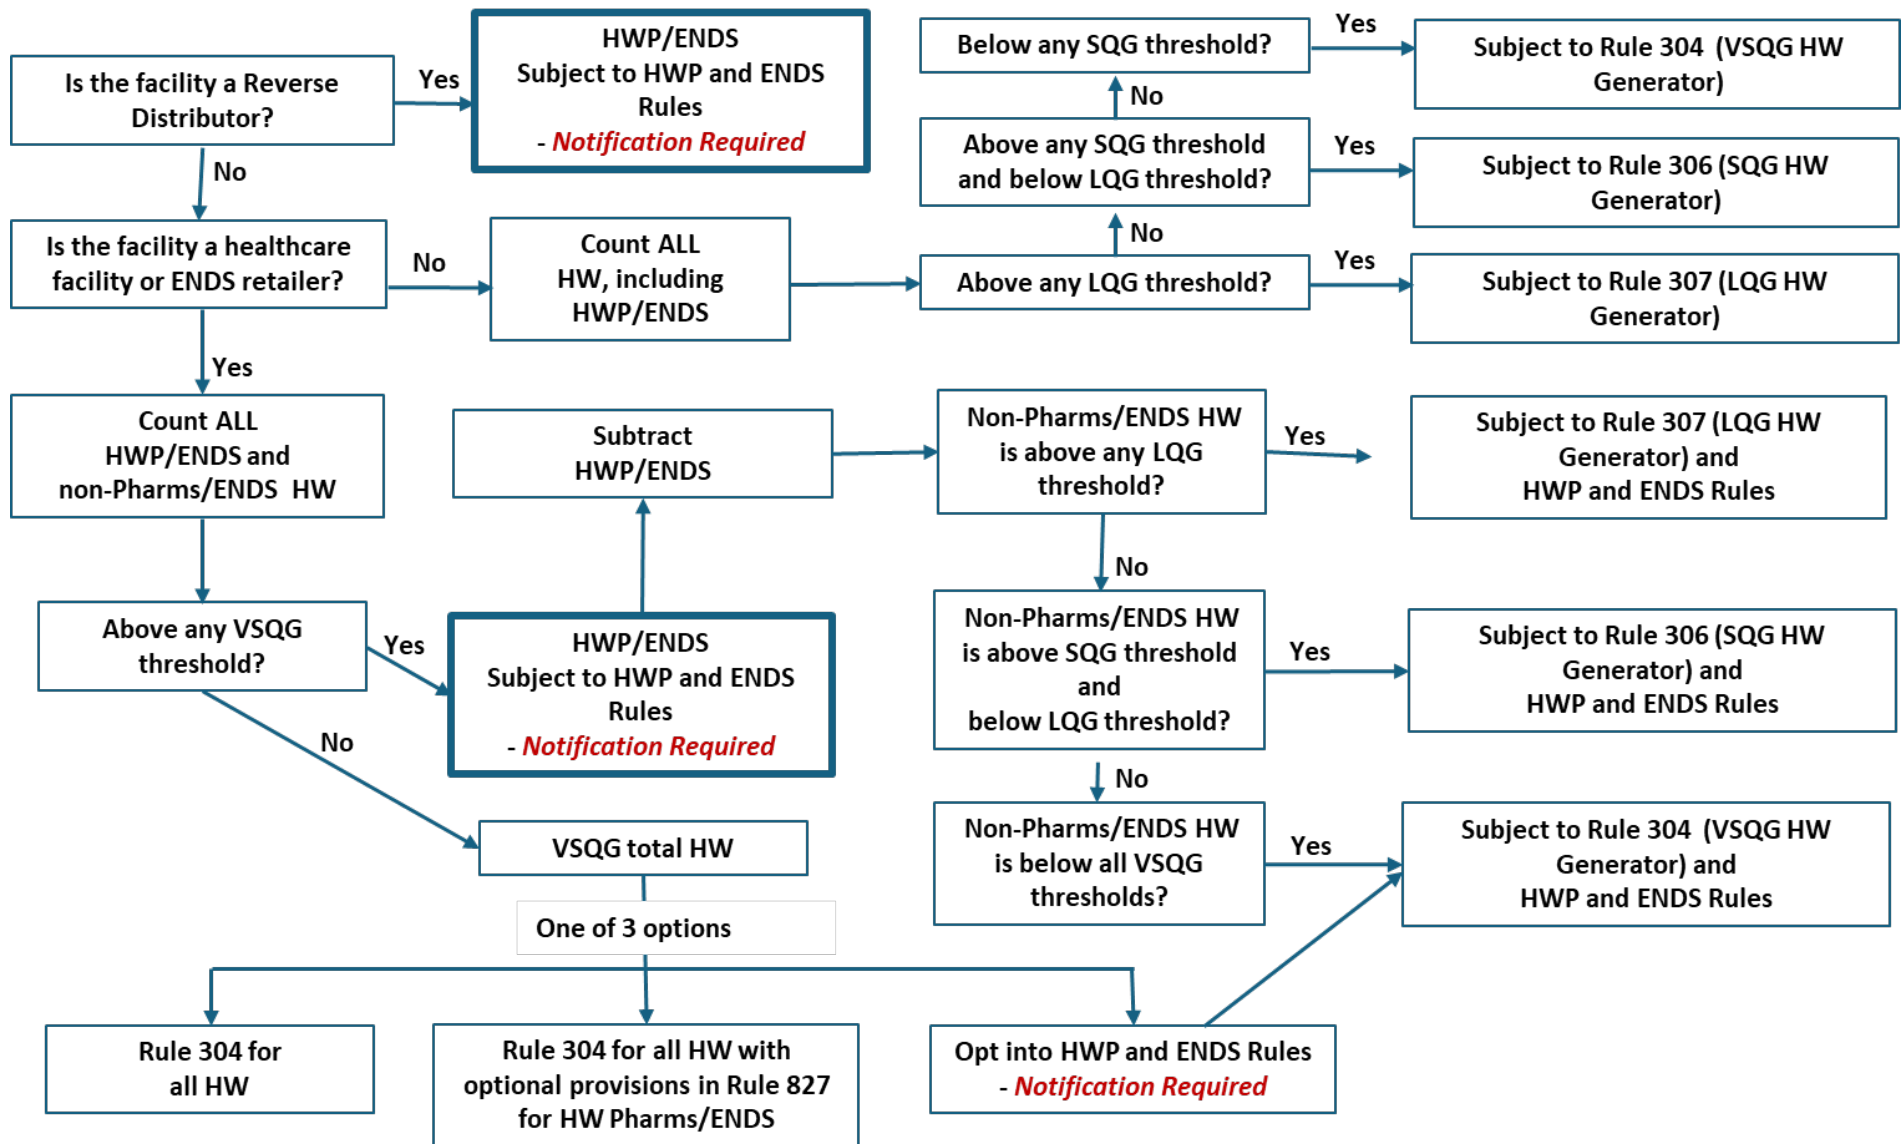 Is the facility a Reverse
Distributor?
Yes
HWP/ENDS
Subject to HWP and ENDS
Rules
- Notification Required
No
Is the facility a healthcare
facility or ENDS retailer?
No
Count ALL
HW, including
HWP/ENDS
Above any LQG threshold?
Yes
Subject to Rule 307 (LQG HW
Generator)
No
Above any SQG threshold
and below LQG threshold?
Yes
Subject to Rule 306 (SQG HW
Generator)
No
Below any SQG threshold?
Yes
Subject to Rule 304 (VSQG HW
Generator)
Yes
Count ALL
HWP/ENDS and
non-Pharms/ENDS HW
Above any VSQG
threshold?
Yes
HWP/ENDS
Subject to HWP and ENDS
Rules
- Notification Required
Subtract
HWP/ENDS
Non-Pharms/ENDS HW
is above any LQG
threshold?
Yes
Subject to Rule 307 (LQG HW
Generator) and
HWP and ENDS Rules
No
Non-Pharms/ENDS HW
is above SQG threshold
and
below LQG threshold?
Yes
Subject to Rule 306 (SQG HW
Generator) and
HWP and ENDS Rules
No
Non-Pharms/ENDS HW
is below all VSQG
thresholds?
Yes
Subject to Rule 304 (VSQG HW
Generator) and
HWP and ENDS Rules
No
VSQG total HW
One of 3 options
Rule 304 for
all HW
Rule 304 for all HW with
optional provisions in Rule 827
for HW Pharms/ENDS
Opt into HWP and ENDS Rules
- Notification Required